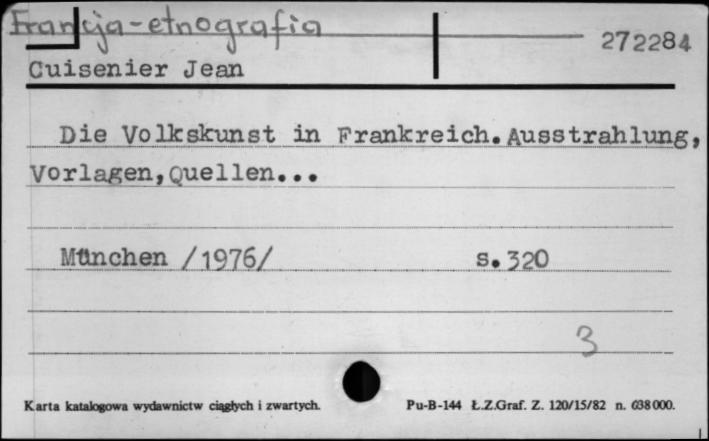 Francja-etnografia
272284
Cuisenier Jean
Die Volkskunst in Frankreich. Ausstrahlung,
Vorlagen, Quellen...
München /1976/ s. 320
3
Karta katalogowa wydawnictw ciągłych i zwartych. Pu-B-144 Ł.Z.Graf. Z. 120/15/82 n. 638000.